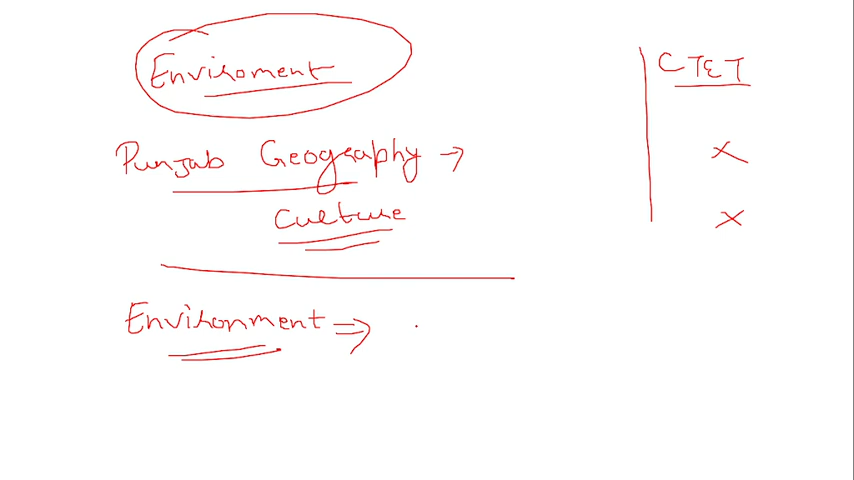 Enviroment
CTET
Punjab Geography → X
Culture X
Environment ⇒